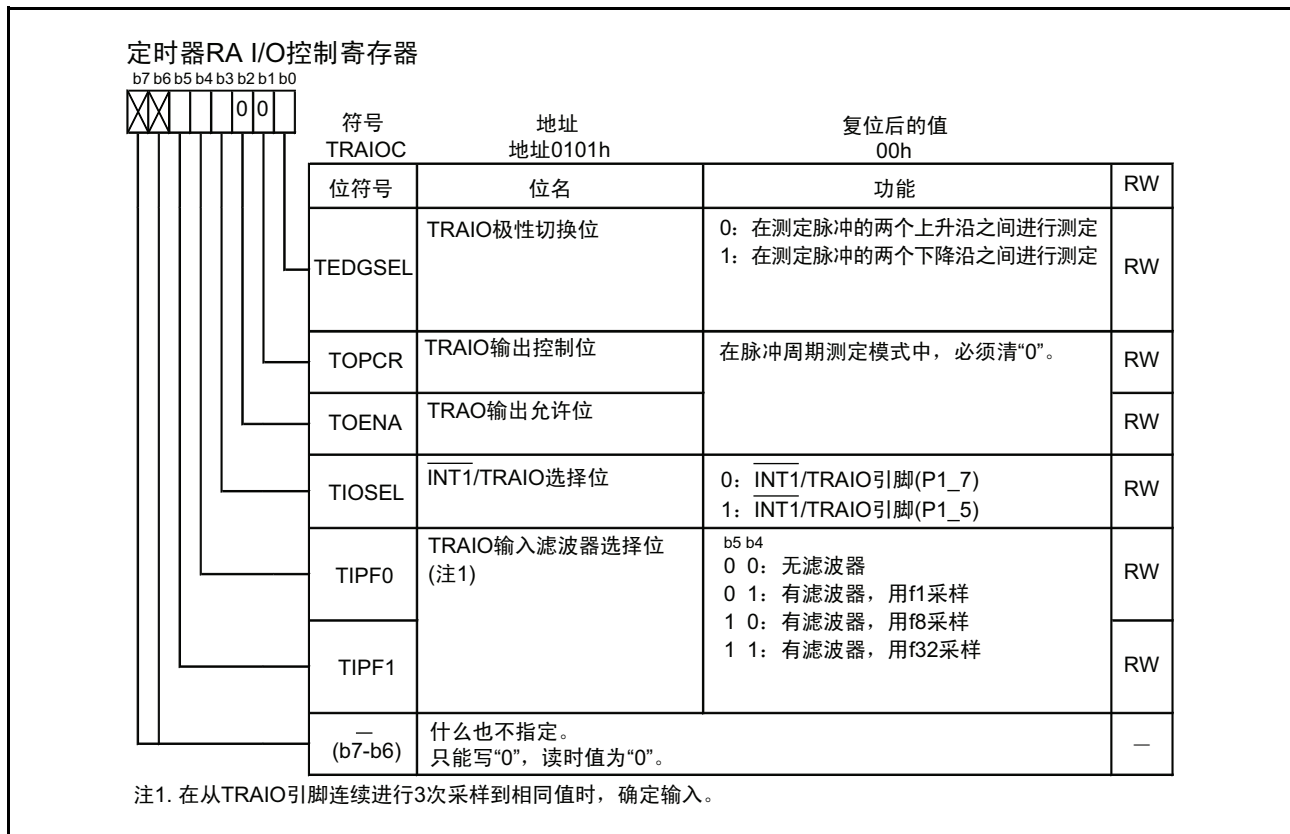 定时器RA I/O控制寄存器
b7 b6 b5 b4 b3 b2 b1 b0
0 0
符号 地址 复位后的值
TRAIOC 地址0101h 00h
位符号 位名 功能 RW
TEDGSEL TRAIO极性切换位 0：在测定脉冲的两个上升沿之间进行测定 RW
1：在测定脉冲的两个下降沿之间进行测定
TOPCR TRAIO输出控制位 在脉冲周期测定模式中，必须清“0”。 RW
TOENA TRAO输出允许位 RW
TIOSEL INT1/TRAIO选择位 0：INT1/TRAIO引脚(P1_7) RW
1：INT1/TRAIO引脚(P1_5)
TIPF0 TRAIO输入滤波器选择位 b5 b4 RW
(注1) 0 0：无滤波器
0 1：有滤波器，用f1采样
1 0：有滤波器，用f8采样
TIPF1 1 1：有滤波器，用f32采样 RW
— 什么也不指定。 —
(b7-b6) 只能写“0”，读时值为“0”。
注1. 在从TRAIO引脚连续进行3次采样到相同值时，确定输入。